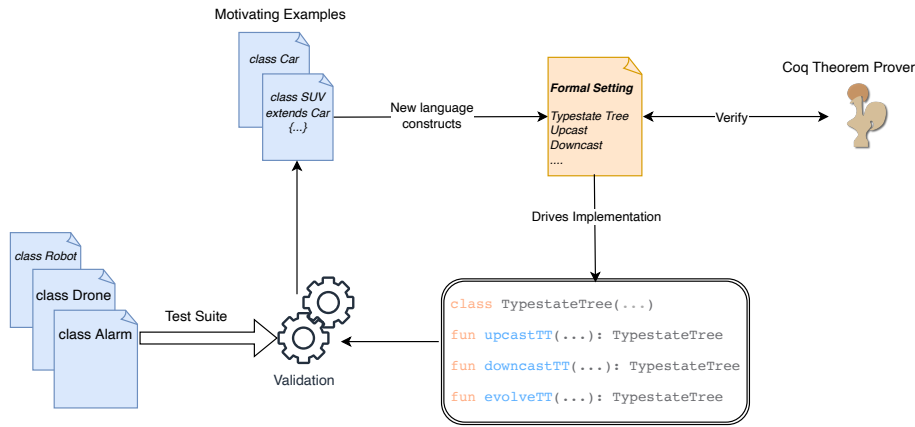 Motivating Examples
class Car
class SUV
extends Car
{...}
New language
constructs
Formal Setting
Typestate Tree
Upcast
Downcast
....
Verify
Coq Theorem Prover
Drives Implementation
class Robot
class Drone
class Alarm
Test Suite
Validation
class TypestateTree(...)
fun upcastTT(...): TypestateTree
fun downcastTT(...): TypestateTree
fun evolveTT(...): TypestateTree